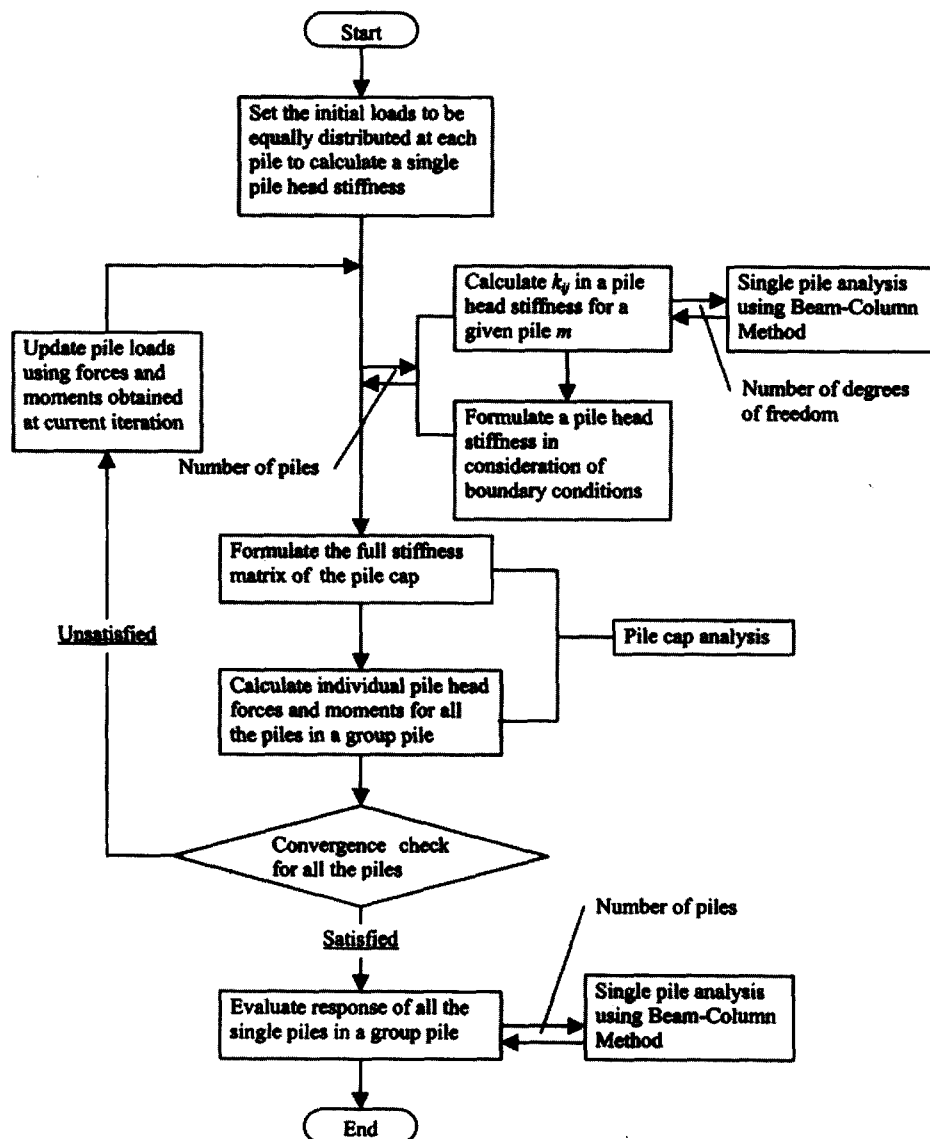 Start
Set the initial loads to be
equally distributed at each
pile to calculate a single
pile head stiffness
Calculate kij in a pile
head stiffness for a
given pile m
Single pile analysis
using Beam-Column
Method
Update pile loads
using forces and
moments obtained
at current iteration
Number of degrees
of freedom
Formulate a pile head
stiffness in
consideration of
boundary conditions
Number of piles
Formulate the full stiffness
matrix of the pile cap
Unsatisfied
Pile cap analysis
Calculate individual pile head
forces and moments for all
the piles in a group pile
Convergence check
for all the piles
Number of piles
Satisfied
Evaluate response of all the
single piles in a group pile
Single pile analysis
using Beam-Column
Method
End